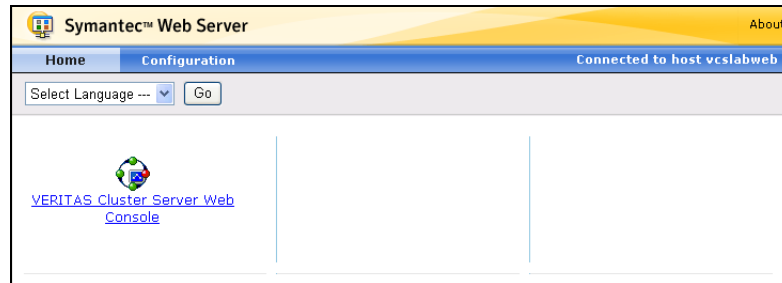 Symantec™ Web Server
About
Home
Configuration
Connected to host vcslabweb
Select Language ---
Go
VERITAS Cluster Server Web
Console